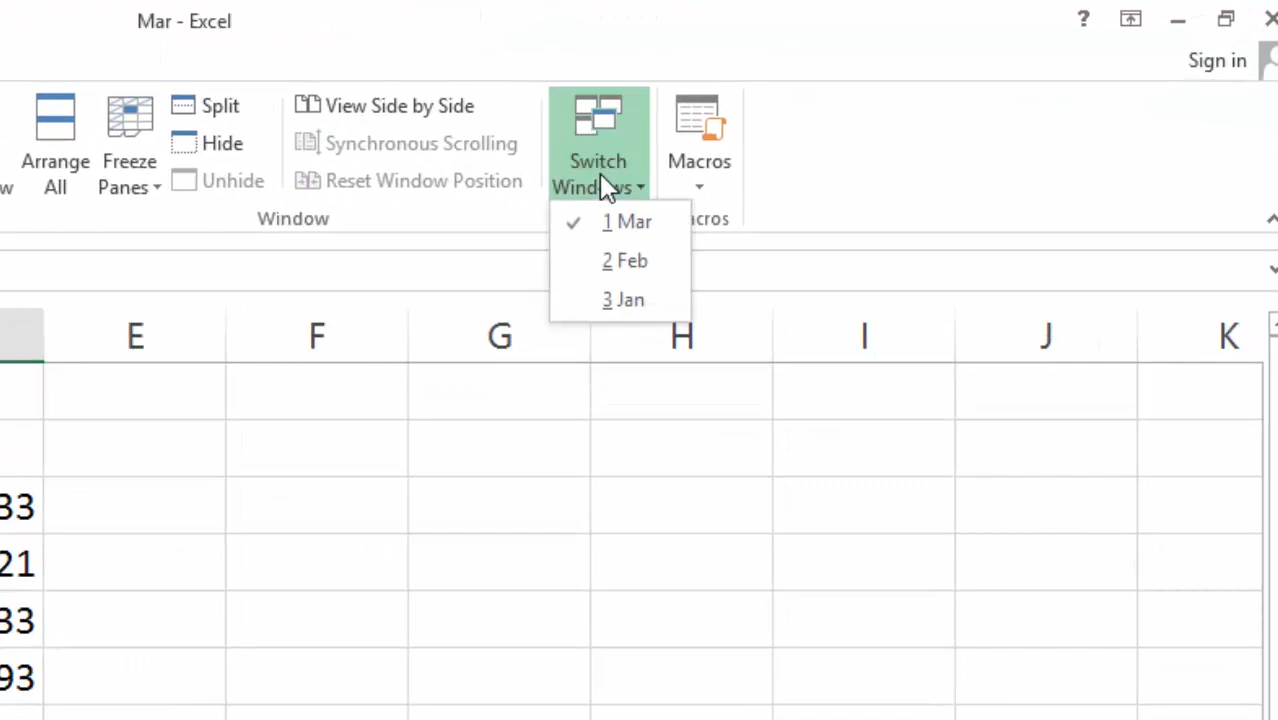 Mar - Excel
?
Sign in
Split
View Side by Side
Hide
Synchronous Scrolling
Arrange All
Freeze Panes
Unhide
Reset Window Position
Switch Windows
Macros
w
Window
acros
1 Mar
2 Feb
3 Jan
E F G H I J K
33
21
33
93